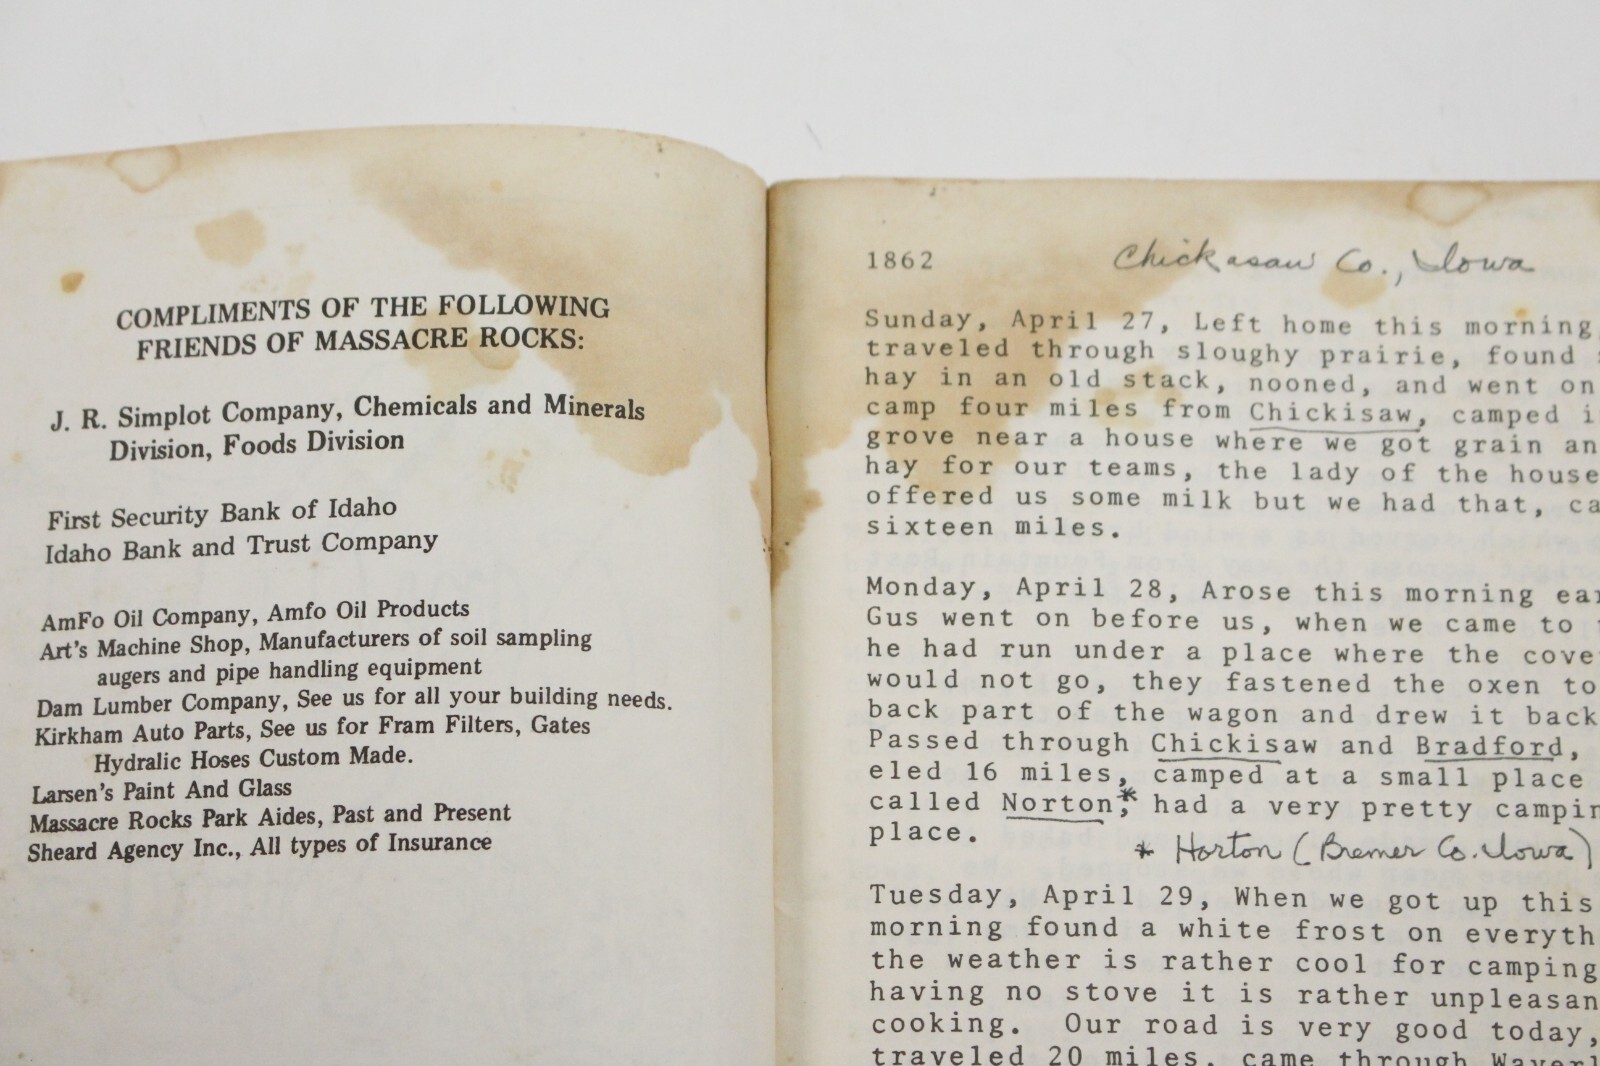 COMPLIMENTS OF THE FOLLOWING
FRIENDS OF MASSACRE ROCKS:
J. R. Simplot Company, Chemicals and Minerals
Division, Foods Division
First Security Bank of Idaho
Idaho Bank and Trust Company
AmFo Oil Company, Amfo Oil Products
Art's Machine Shop, Manufacturers of soil sampling
augers and pipe handling equipment
Dam Lumber Company, See us for all your building needs.
Kirkham Auto Parts, See us for Fram Filters, Gates
Hydralic Hoses Custom Made.
Larsen's Paint And Glass
Massacre Rocks Park Aides, Past and Present
Sheard Agency Inc., All types of Insurance
1862 Chickasaw Co., Iowa
Sunday, April 27, Left home this morning
traveled through sloughy prairie, found
hay in an old stack, nooned, and went on
camp four miles from Chickisaw, camped
grove near a house where we got grain an
hay for our teams, the lady of the house
offered us some milk but we had that, ca
sixteen miles.
Monday, April 28, Arose this morning ear
Gus went on before us, when we came to
he had run under a place where the cove
would not go, they fastened the oxen to
back part of the wagon and drew it back
Passed through Chickisaw and Bradford,
eled 16 miles, camped at a small place
called Norton,* had a very pretty campin
place.
* Horton (Bremer Co. Iowa)
Tuesday, April 29, When we got up this
morning found a white frost on everyth
the weather is rather cool for camping
having no stove it is rather unpleasan
cooking. Our road is very good today,
traveled 20 miles, came through Waverl